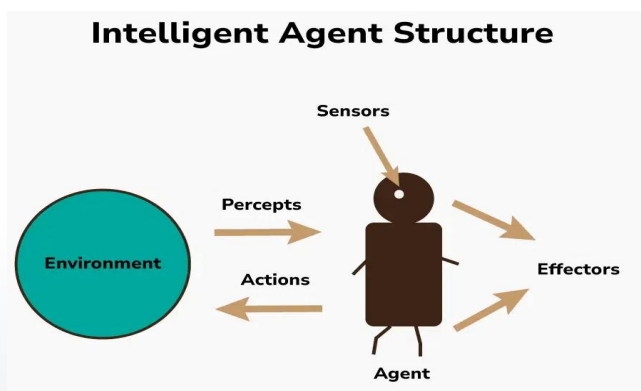 Intelligent Agent Structure
Sensors
Percepts
Environment
Actions
Effectors
Agent